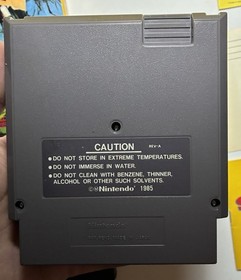 CAUTION REV-A
• DO NOT STORE IN EXTREME TEMPERATURES.
• DO NOT IMMERSE IN WATER.
• DO NOT CLEAN WITH BENZENE, THINNER,
ALCOHOL OR OTHER SUCH SOLVENTS.
©Nintendo 1985